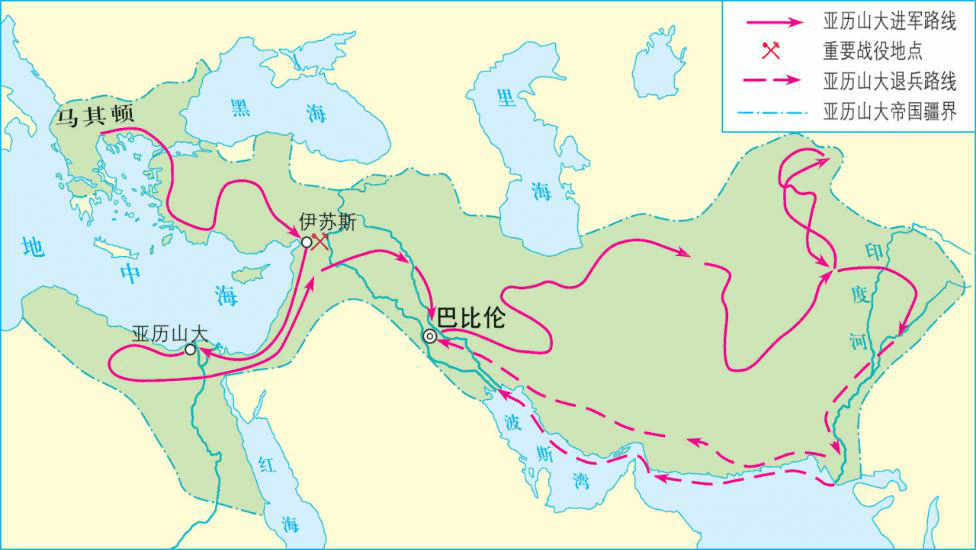 亚历山大进军路线
重要战役地点
亚历山大退兵路线
亚历山大帝国疆界
马其顿
黑海
里海
伊苏斯
地中海
印度河
巴比伦
亚历山大
波斯湾
红海